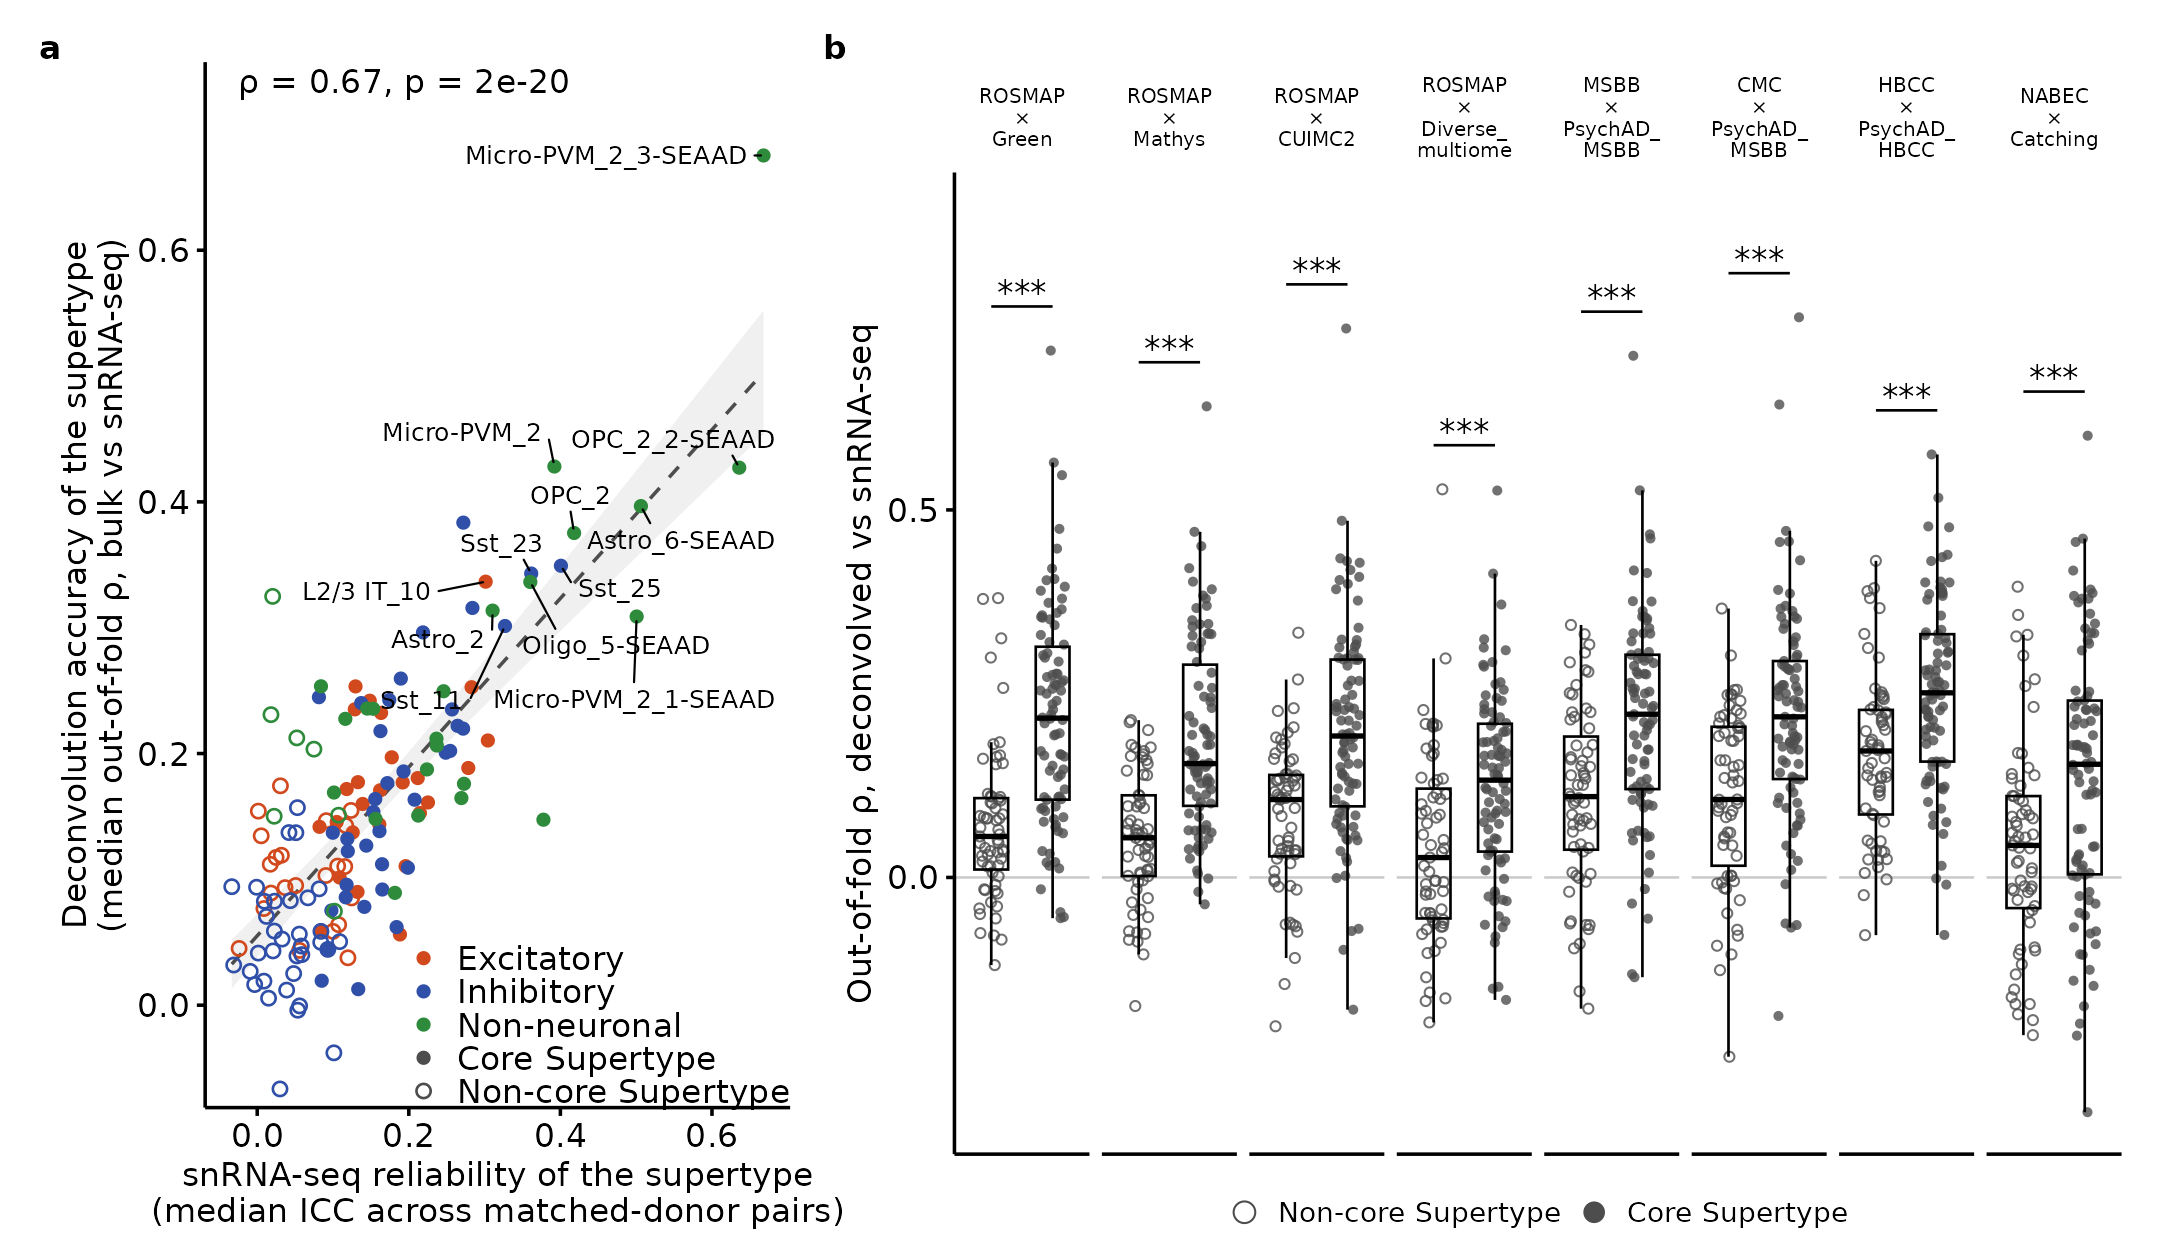 a
ρ = 0.67, p = 2e-20
Micro-PVM_2_3-SEAAD
Micro-PVM_2
OPC_2_2-SEAAD
OPC_2
Sst_23
Astro_6-SEAAD
L2/3 IT_10
Sst_25
Astro_2
Oligo_5-SEAAD
Sst_11
Micro-PVM_2_1-SEAAD
Deconvolution accuracy of the supertype
(median out-of-fold ρ, bulk vs snRNA-seq)
0.6
0.4
0.2
0.0
Excitatory
Inhibitory
Non-neuronal
Core Supertype
Non-core Supertype
0.0
0.2
0.4
0.6
snRNA-seq reliability of the supertype
(median ICC across matched-donor pairs)
b
ROSMAP
×
Green
ROSMAP
×
Mathys
ROSMAP
×
CUIMC2
ROSMAP
×
Diverse_
multiome
MSBB
×
PsychAD_
MSBB
CMC
×
PsychAD_
MSBB
HBCC
×
PsychAD_
HBCC
NABEC
×
Catching
***
***
***
***
***
***
***
***
Out-of-fold ρ, deconvolved vs snRNA-seq
0.5
0.0
Non-core Supertype
Core Supertype